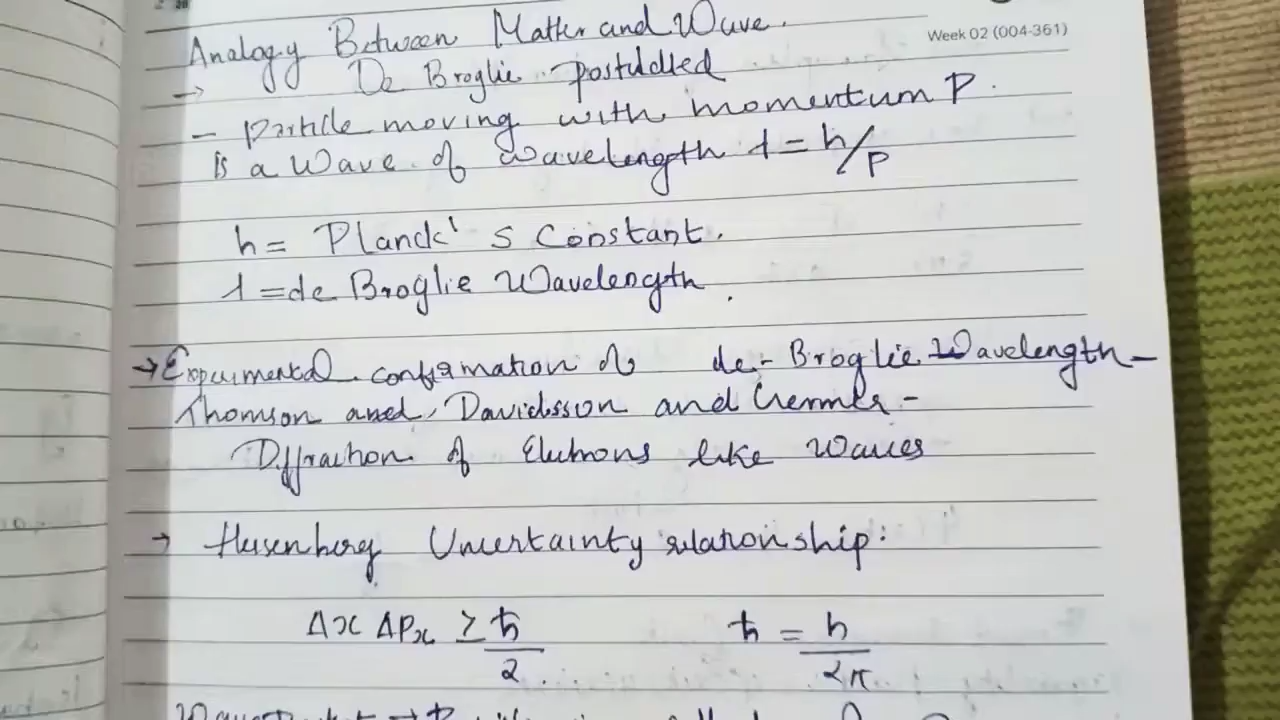 Week 02 (004-361)
Analogy Between Matter and Wave.
→ De Broglie postulated
- Particle moving with momentum P.
is a Wave of wavelength λ = h/P
h = Planck's Constant.
λ = de Broglie Wavelength.
→ Experimental confirmation of de-Broglie Wavelength -
Thomson and, Davidsson and Germer -
Diffraction of Electrons like waves
→ Heisenberg Uncertainty relationship:
Δx ΔPx ≥ ħ/2 ħ = h/2π